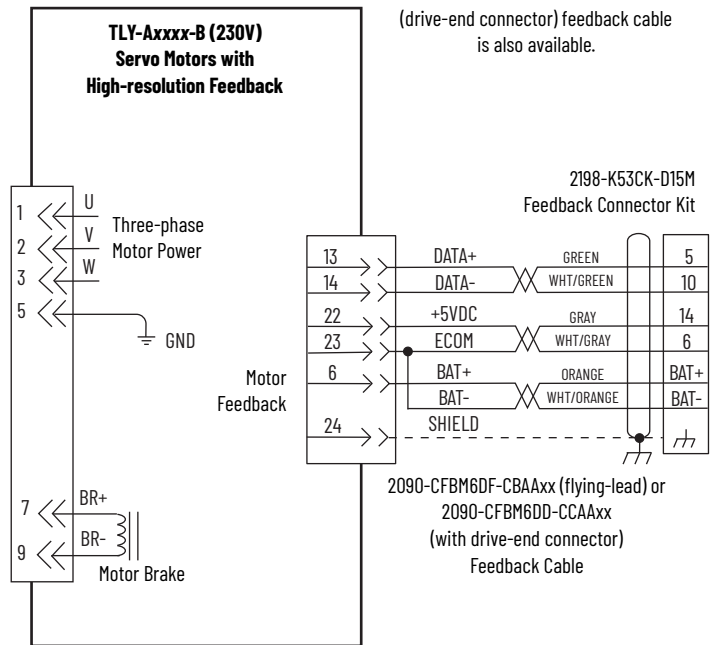 (drive-end connector) feedback cable
is also available.
TLY-Axxxx-B (230V)
Servo Motors with
High-resolution Feedback
2198-K53CK-D15M
Feedback Connector Kit
1
U
2
V
3
W
Three-phase
Motor Power
5
GND
Motor
Feedback
13 DATA+ GREEN 5
14 DATA- WHT/GREEN 10
22 +5VDC GRAY 14
23 ECOM WHT/GRAY 6
6 BAT+ ORANGE BAT+
BAT- WHT/ORANGE BAT-
24 SHIELD
7 BR+
9 BR-
Motor Brake
2090-CFBM6DF-CBAAxx (flying-lead) or
2090-CFBM6DD-CCAAxx
(with drive-end connector)
Feedback Cable